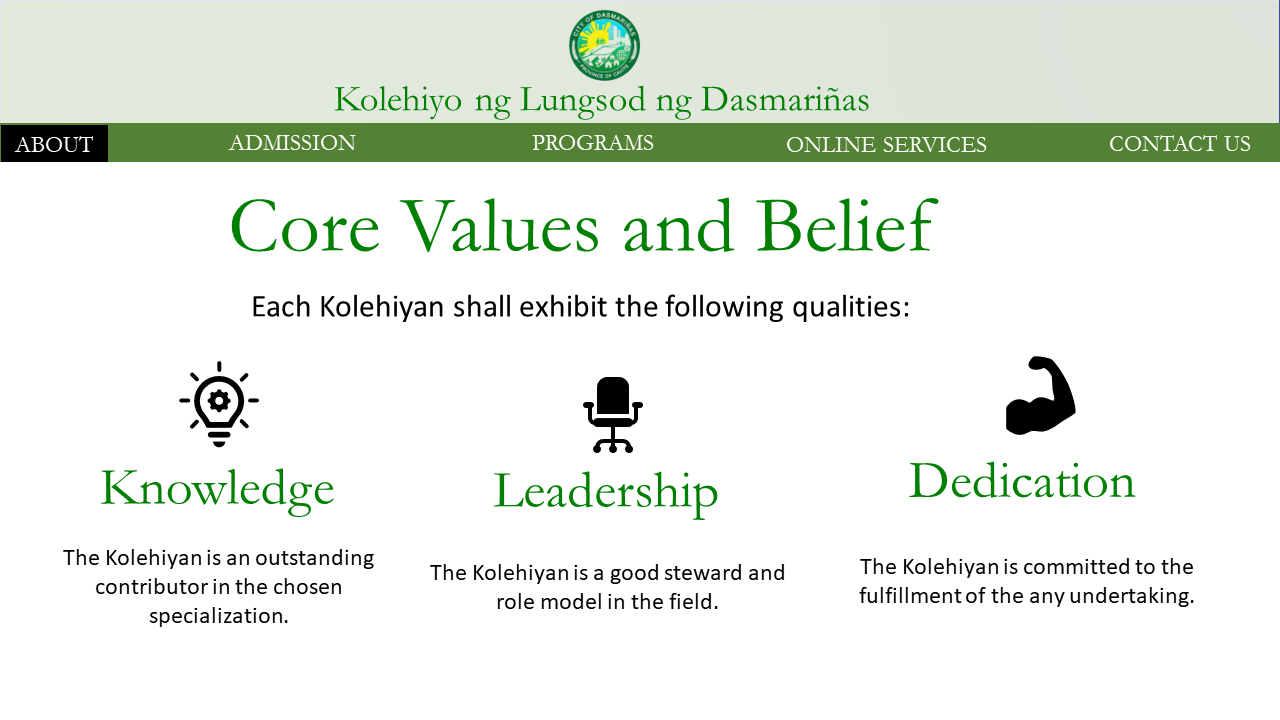 CITY OF DASMARIÑAS
PROVINCE OF CAVITE
Kolehiyo ng Lungsod ng Dasmariñas
ABOUT
ADMISSION
PROGRAMS
ONLINE SERVICES
CONTACT US
Core Values and Belief
Each Kolehiyan shall exhibit the following qualities:
Knowledge
The Kolehiyan is an outstanding
contributor in the chosen
specialization.
Leadership
The Kolehiyan is a good steward and
role model in the field.
Dedication
The Kolehiyan is committed to the
fulfillment of the any undertaking.